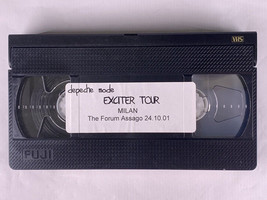 VHS
depeche mode
EXCITER TOUR
MILAN
The Forum Assago 24.10.01
FUJI